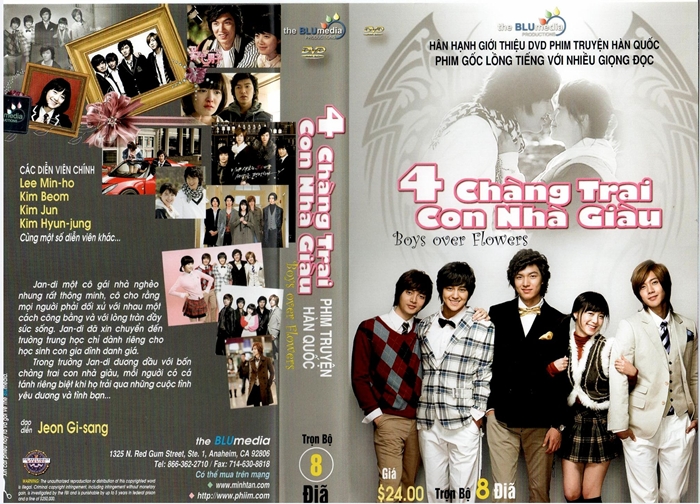 the BLUmedia
PRODUCTIONS
DVD
CÁC DIỄN VIÊN CHÍNH
Lee Min-ho
Kim Beom
Kim Jun
Kim Hyun-jung
Cùng một số diễn viên khác...
Jan-di một cô gái nhà nghèo
nhưng rất thông minh, cô cho rằng
mọi người phải đối xử với nhau một
cách công bằng và với lòng tràn đầy
sức sống. Jan-di đã xin chuyển đến
trường trung học chỉ dành riêng cho
học sinh con gia đình danh giá.
Trong trường Jan-di đương đầu với bốn
chàng trai con nhà giàu, mỗi người có cá
tánh riêng biệt khi họ trải qua những cuộc tình
yêu đương và tình bạn...
đạo
diễn
Jeon Gi-sang
the BLUmedia
1325 N. Red Gum Street, Ste. 1, Anaheim, CA 92806
Tel: 866-362-2710 / Fax: 714-630-8818
Có thể mua trên mạng
www.minhtan.com
http://www.phiim.com
4 Chàng Trai
Con Nhà Giàu
Boys over Flowers
PHIM TRUYỆN
HÀN QUỐC
Trọn Bộ
8
Đĩa
the BLUmedia
PRODUCTIONS
DVD
HÂN HẠNH GIỚI THIỆU DVD PHIM TRUYỆN HÀN QUỐC
PHIM GỐC LỒNG TIẾNG VỚI NHIỀU GIỌNG ĐỌC
4 Chàng Trai
Con Nhà Giàu
Boys over Flowers
Giá
$24.00
Trọn Bộ 8 Đĩa